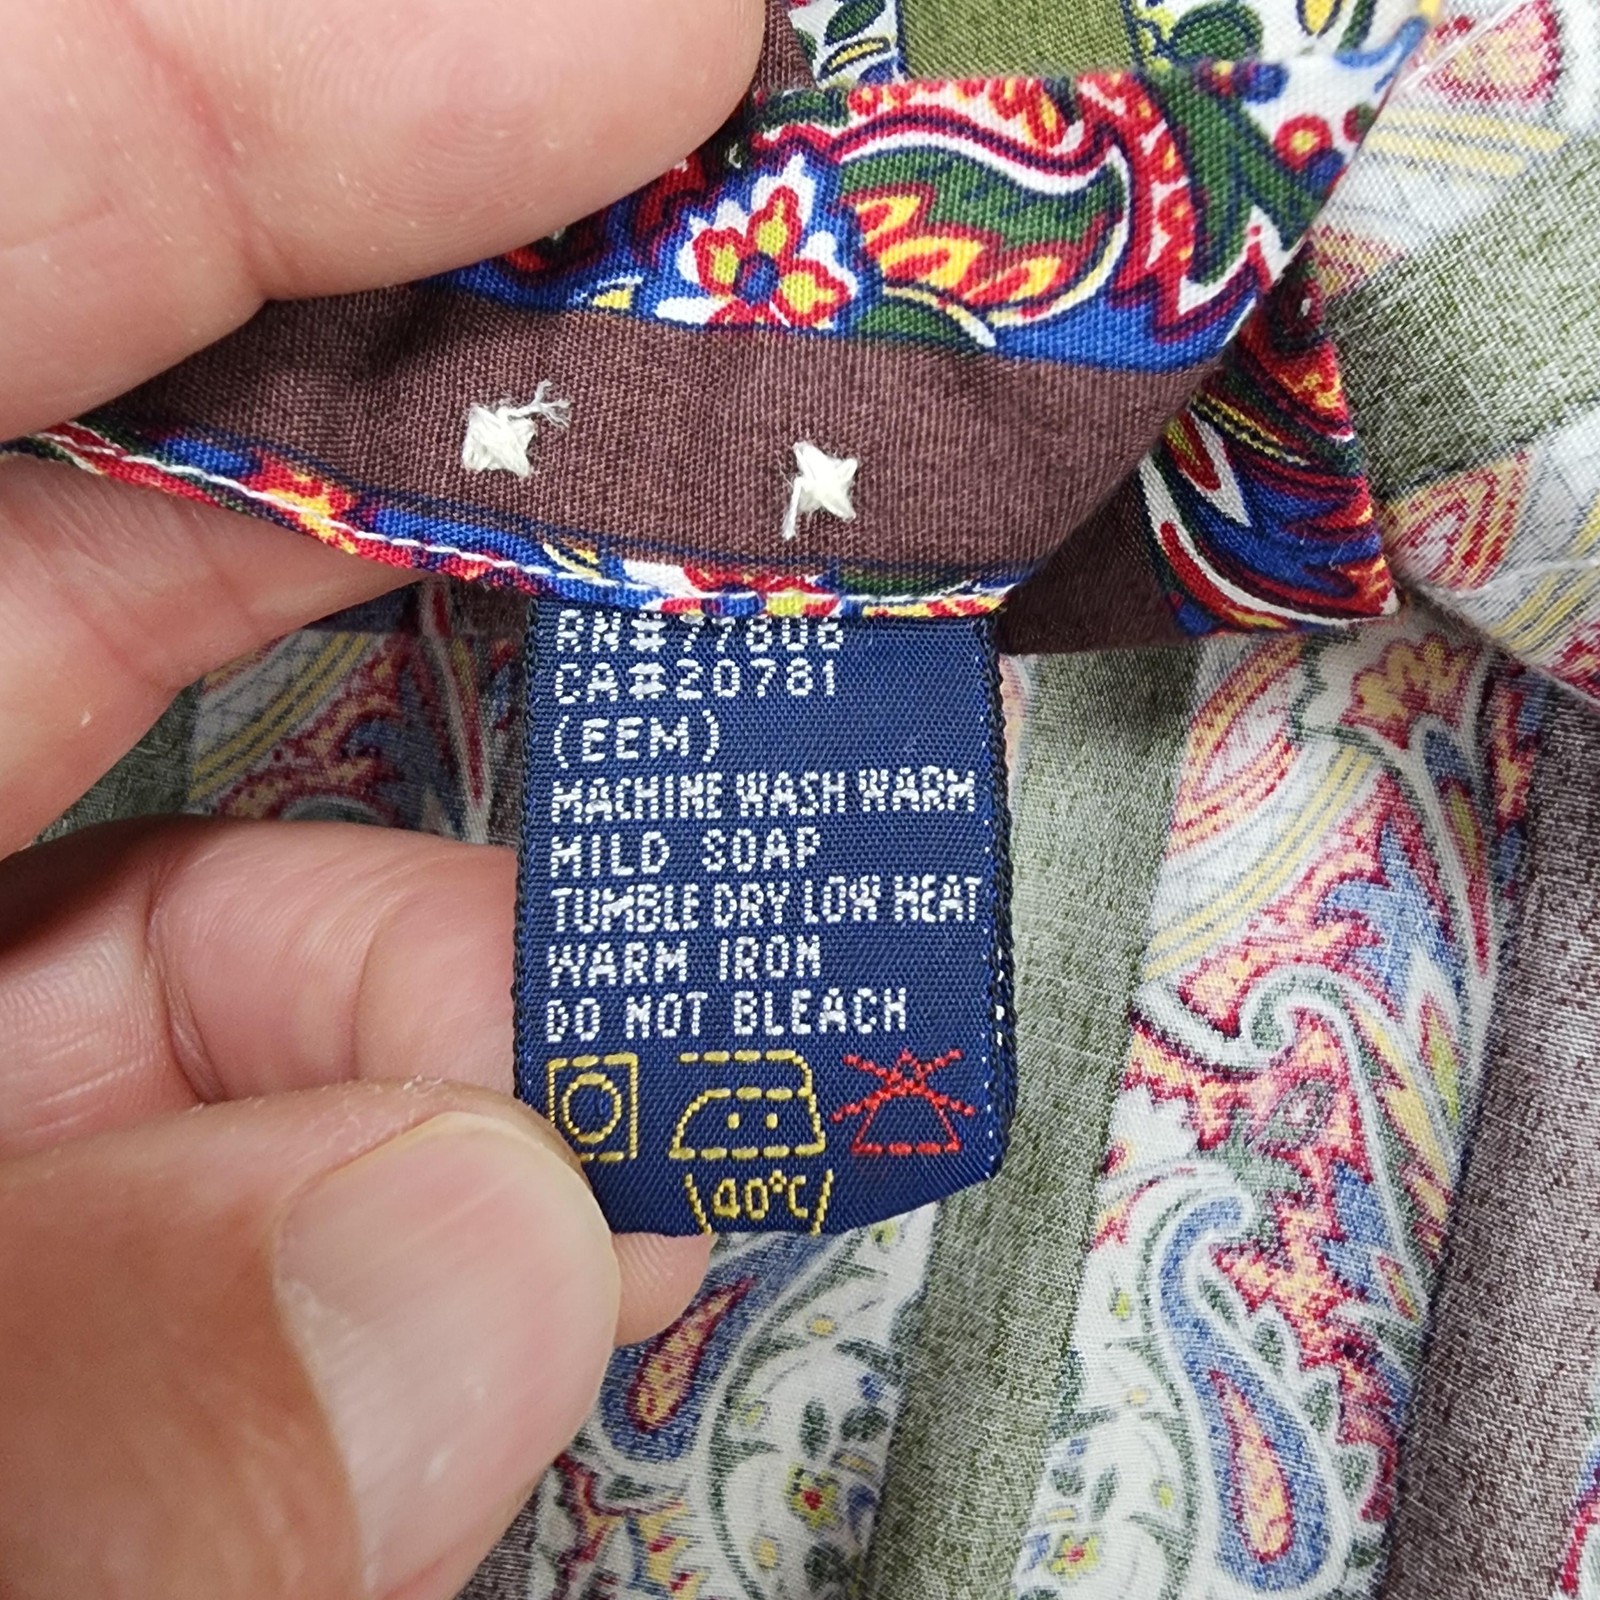 RN#77806
CA#20781
(EEM)
MACHINE WASH WARM
MILD SOAP
TUMBLE DRY LOW HEAT
WARM IRON
DO NOT BLEACH
(40°C)